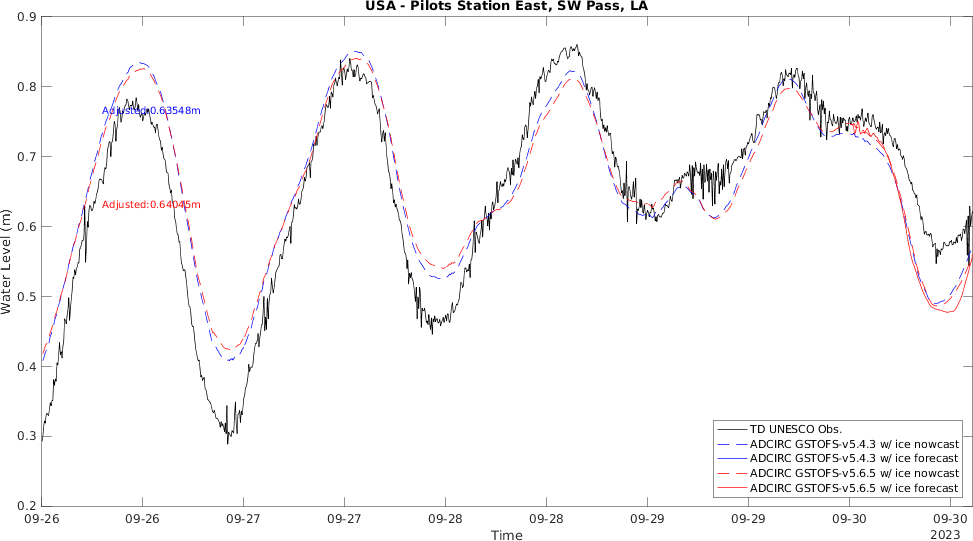 USA - Pilots Station East, SW Pass, LA
0.9
0.8
0.7
0.6
0.5
0.4
0.3
0.2
Water Level (m)
Adjusted:0.63548m
Adjusted:0.64045m
TD UNESCO Obs.
ADCIRC GSTOFS-v5.4.3 w/ ice nowcast
ADCIRC GSTOFS-v5.4.3 w/ ice forecast
ADCIRC GSTOFS-v5.6.5 w/ ice nowcast
ADCIRC GSTOFS-v5.6.5 w/ ice forecast
09-26 09-26 09-27 09-27 09-28 09-28 09-29 09-29 09-30 09-30
2023
Time